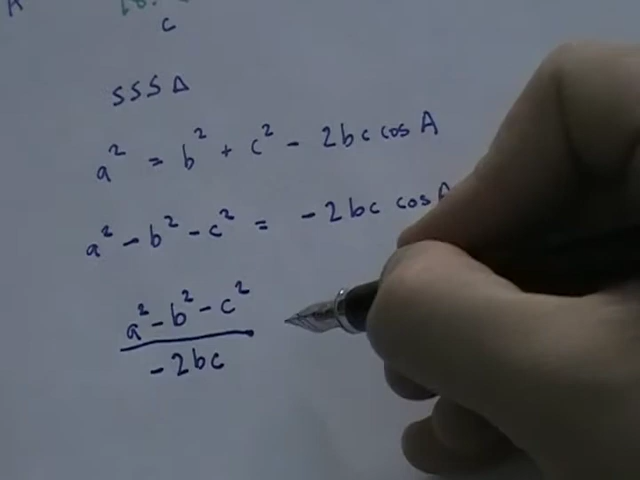 c
SSS Δ
a² = b² + c² - 2bc cos A
a² - b² - c² = -2bc cos A
a² - b² - c²
-2bc